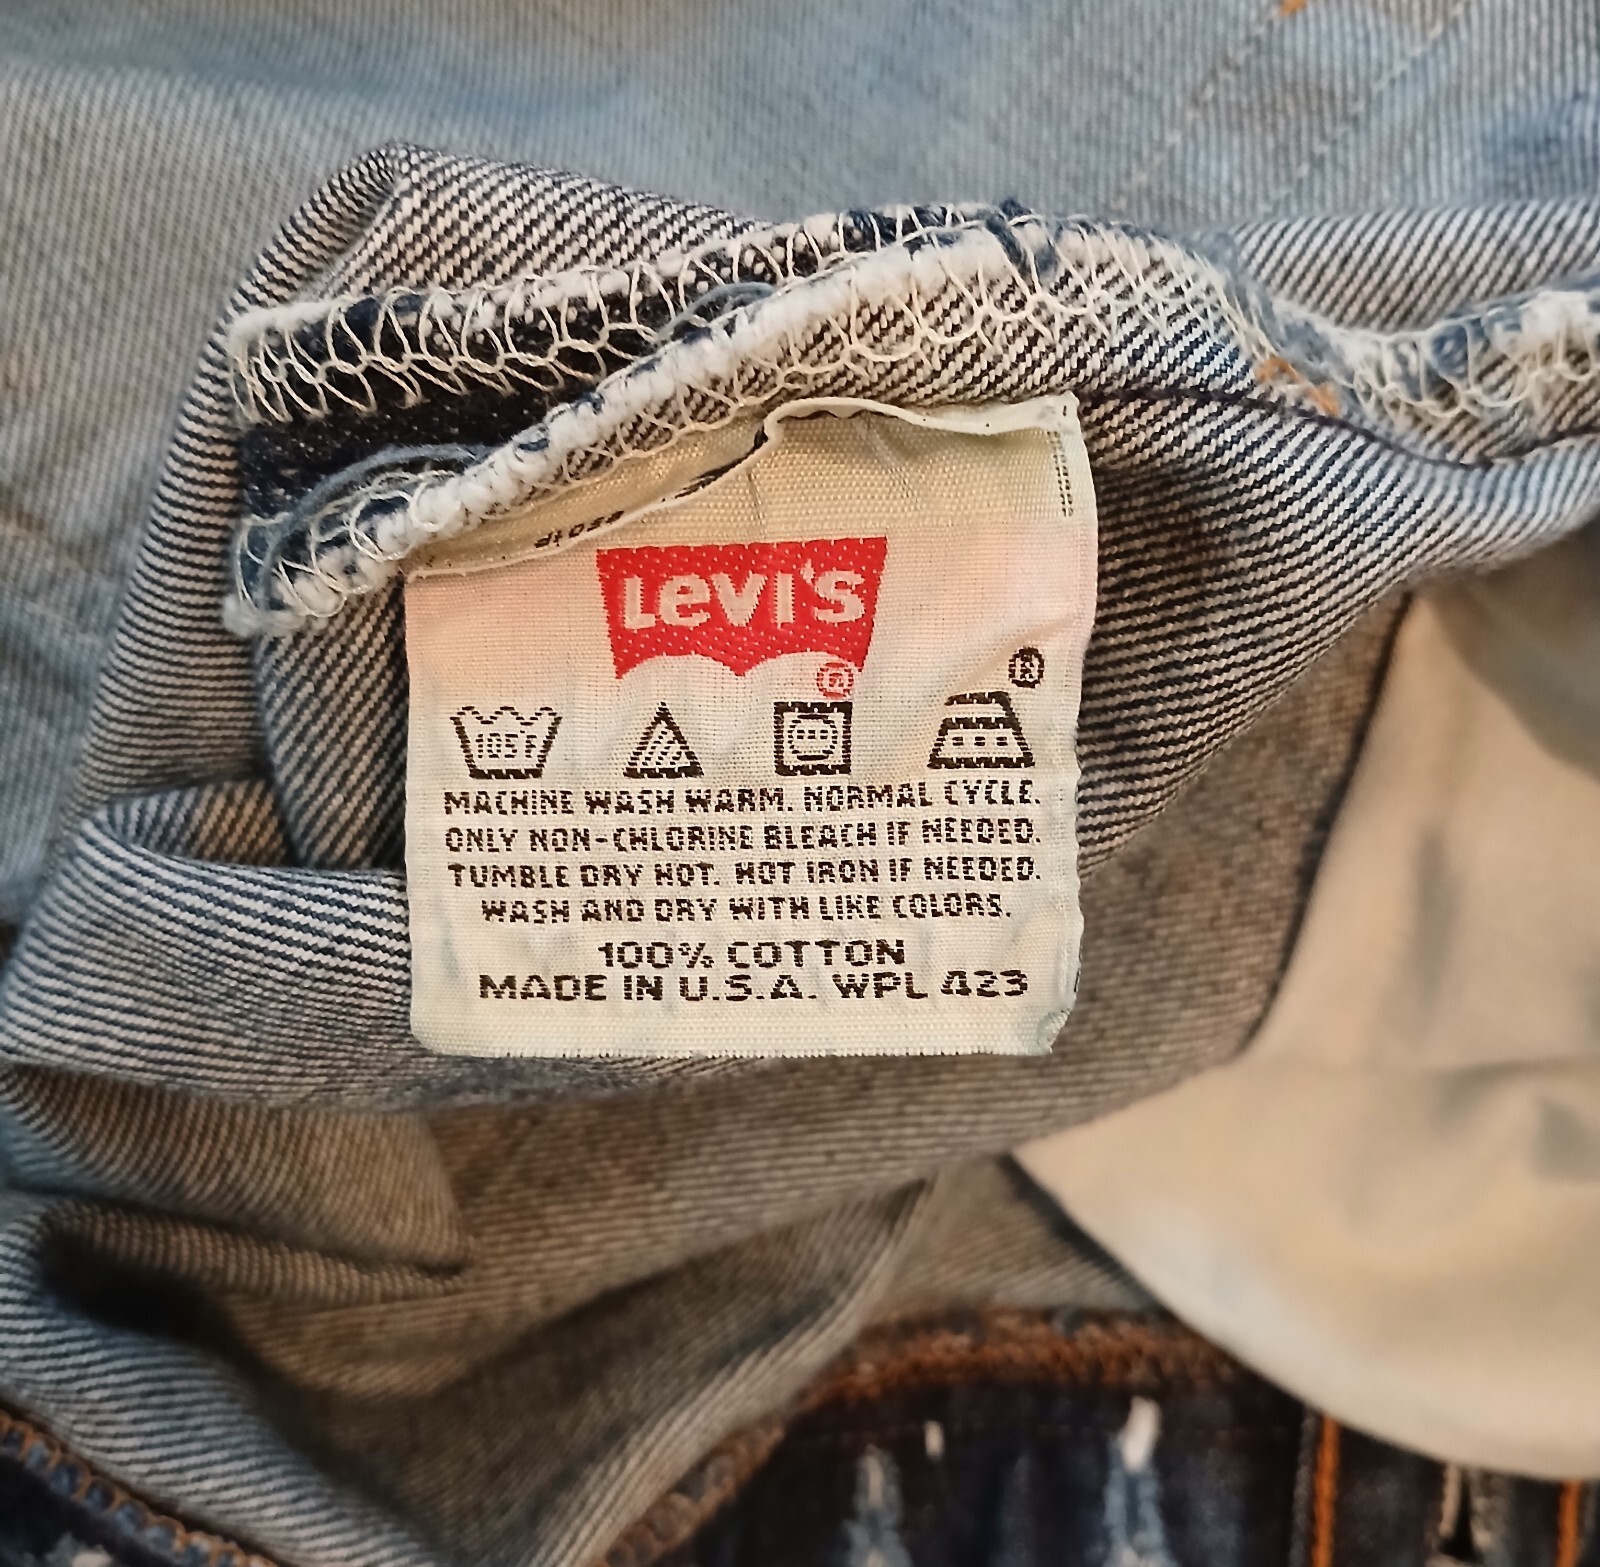 LEVI'S
®
®
105°F
MACHINE WASH WARM. NORMAL CYCLE.
ONLY NON-CHLORINE BLEACH IF NEEDED.
TUMBLE DRY HOT. HOT IRON IF NEEDED.
WASH AND DRY WITH LIKE COLORS.
100% COTTON
MADE IN U.S.A. WPL 423